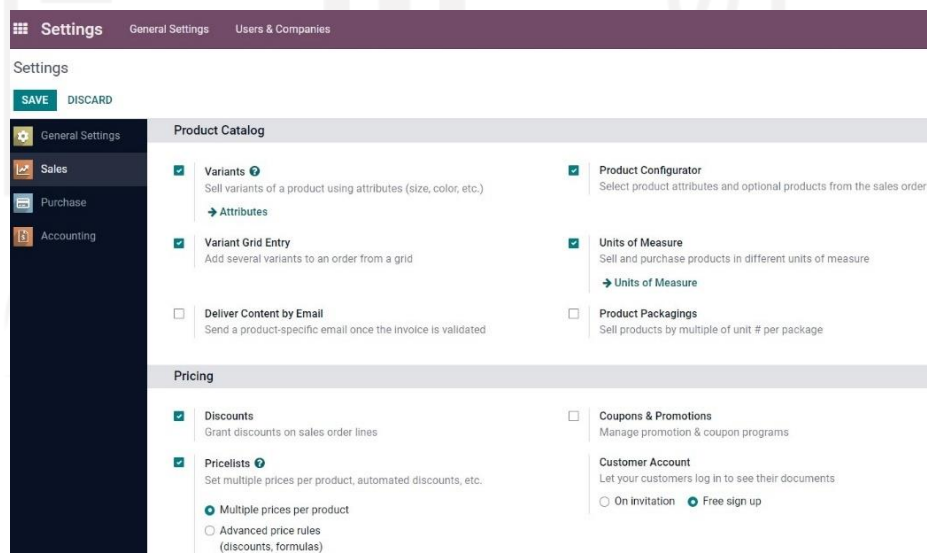 Settings General Settings Users & Companies
Settings
SAVE DISCARD
General Settings
Sales
Purchase
Accounting
Product Catalog
Variants
Sell variants of a product using attributes (size, color, etc.)
Attributes
Product Configurator
Select product attributes and optional products from the sales order
Variant Grid Entry
Add several variants to an order from a grid
Units of Measure
Sell and purchase products in different units of measure
Units of Measure
Deliver Content by Email
Send a product-specific email once the invoice is validated
Product Packagings
Sell products by multiple of unit # per package
Pricing
Discounts
Grant discounts on sales order lines
Coupons & Promotions
Manage promotion & coupon programs
Pricelists
Set multiple prices per product, automated discounts, etc.
Multiple prices per product
Advanced price rules
(discounts, formulas)
Customer Account
Let your customers log in to see their documents
On invitation Free sign up